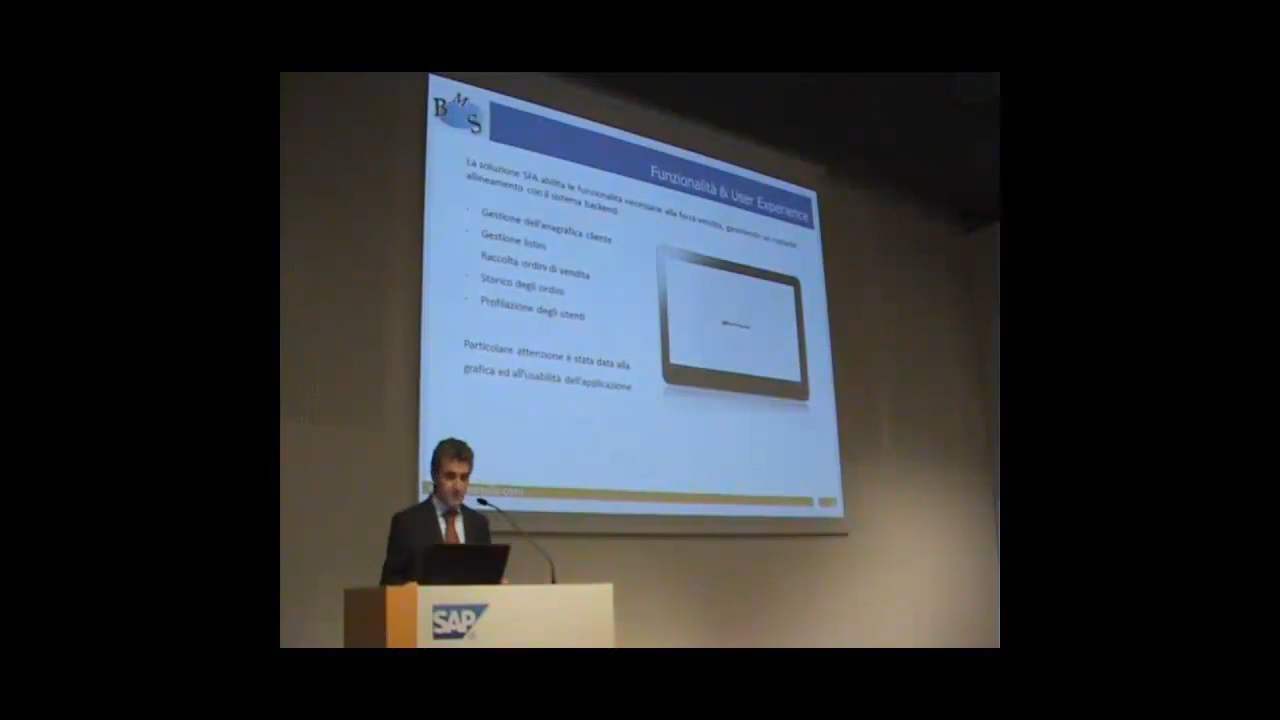 BMS
Funzionalità & User Experience
La soluzione SFA abilita le funzionalità necessarie alla forza vendita, garantendo un costante
allineamento con il sistema backend
- Gestione dell'anagrafica cliente
- Gestione listini
Raccolta ordini di vendita
- Storico degli ordini
- Profilazione degli utenti
Particolare attenzione è stata data alla
grafica ed all'usabilità dell'applicazione
SAP